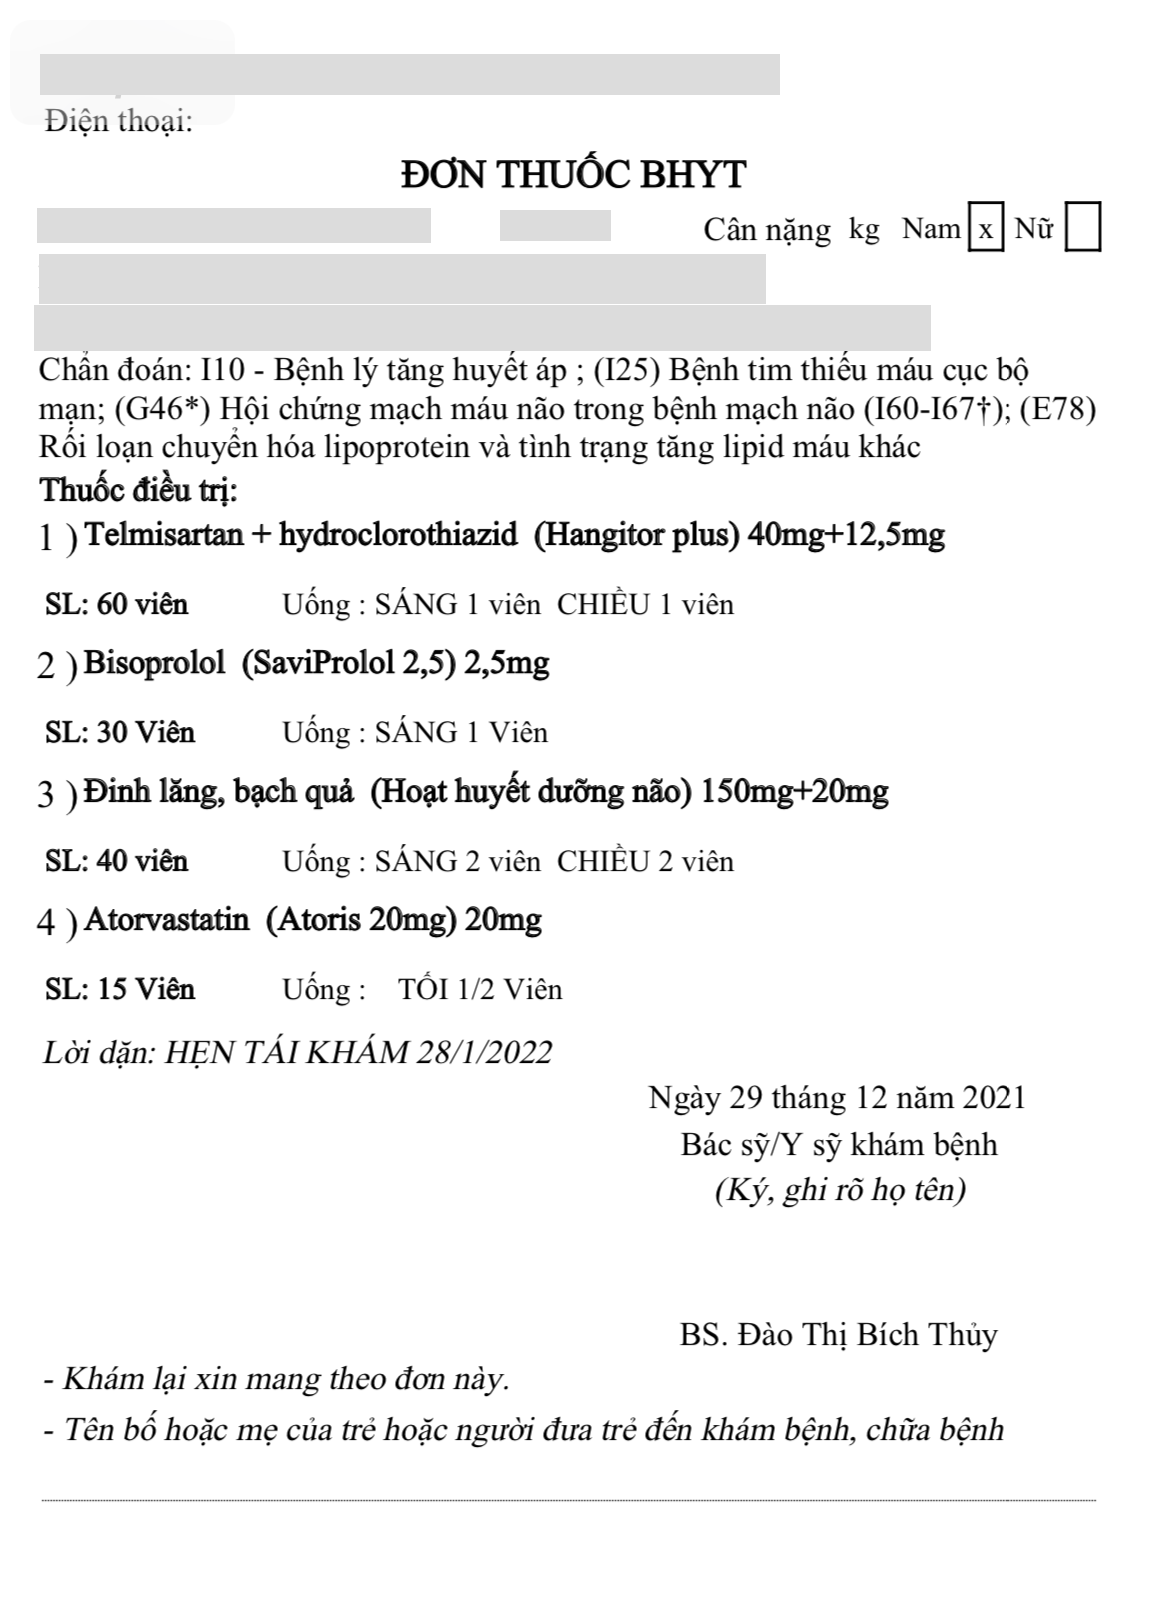 Điện thoại:
ĐƠN THUỐC BHYT
Cân nặng kg Nam x Nữ
Chẩn đoán: I10 - Bệnh lý tăng huyết áp ; (I25) Bệnh tim thiếu máu cục bộ
mạn; (G46*) Hội chứng mạch máu não trong bệnh mạch não (I60-I67†); (E78)
Rối loạn chuyển hóa lipoprotein và tình trạng tăng lipid máu khác
Thuốc điều trị:
1 ) Telmisartan + hydroclorothiazid (Hangitor plus) 40mg+12,5mg
SL: 60 viên Uống : SÁNG 1 viên CHIỀU 1 viên
2 ) Bisoprolol (SaviProlol 2,5) 2,5mg
SL: 30 Viên Uống : SÁNG 1 Viên
3 ) Đinh lăng, bạch quả (Hoạt huyết dưỡng não) 150mg+20mg
SL: 40 viên Uống : SÁNG 2 viên CHIỀU 2 viên
4 ) Atorvastatin (Atoris 20mg) 20mg
SL: 15 Viên Uống : TỐI 1/2 Viên
Lời dặn: HẸN TÁI KHÁM 28/1/2022
Ngày 29 tháng 12 năm 2021
Bác sỹ/Y sỹ khám bệnh
(Ký, ghi rõ họ tên)
BS. Đào Thị Bích Thủy
- Khám lại xin mang theo đơn này.
- Tên bố hoặc mẹ của trẻ hoặc người đưa trẻ đến khám bệnh, chữa bệnh